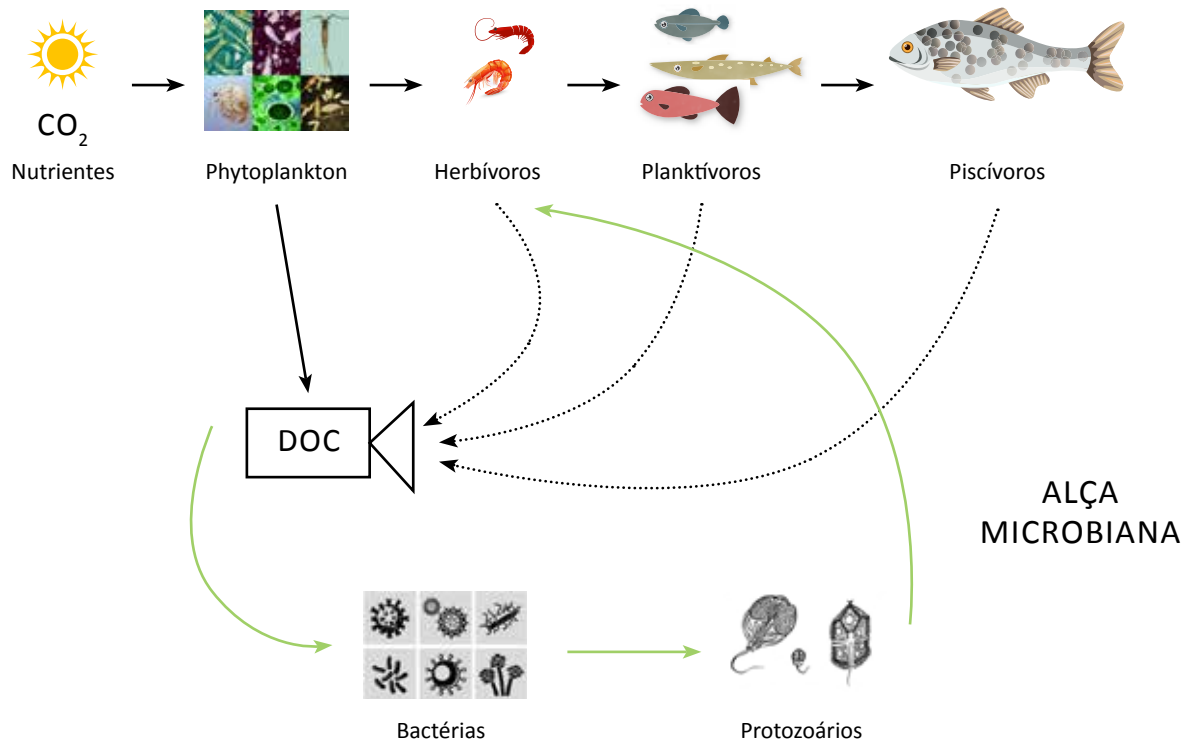 CO₂
Nutrientes
Phytoplankton
Herbívoros
Planktívoros
Piscívoros
DOC
ALÇA
MICROBIANA
Bactérias
Protozoários